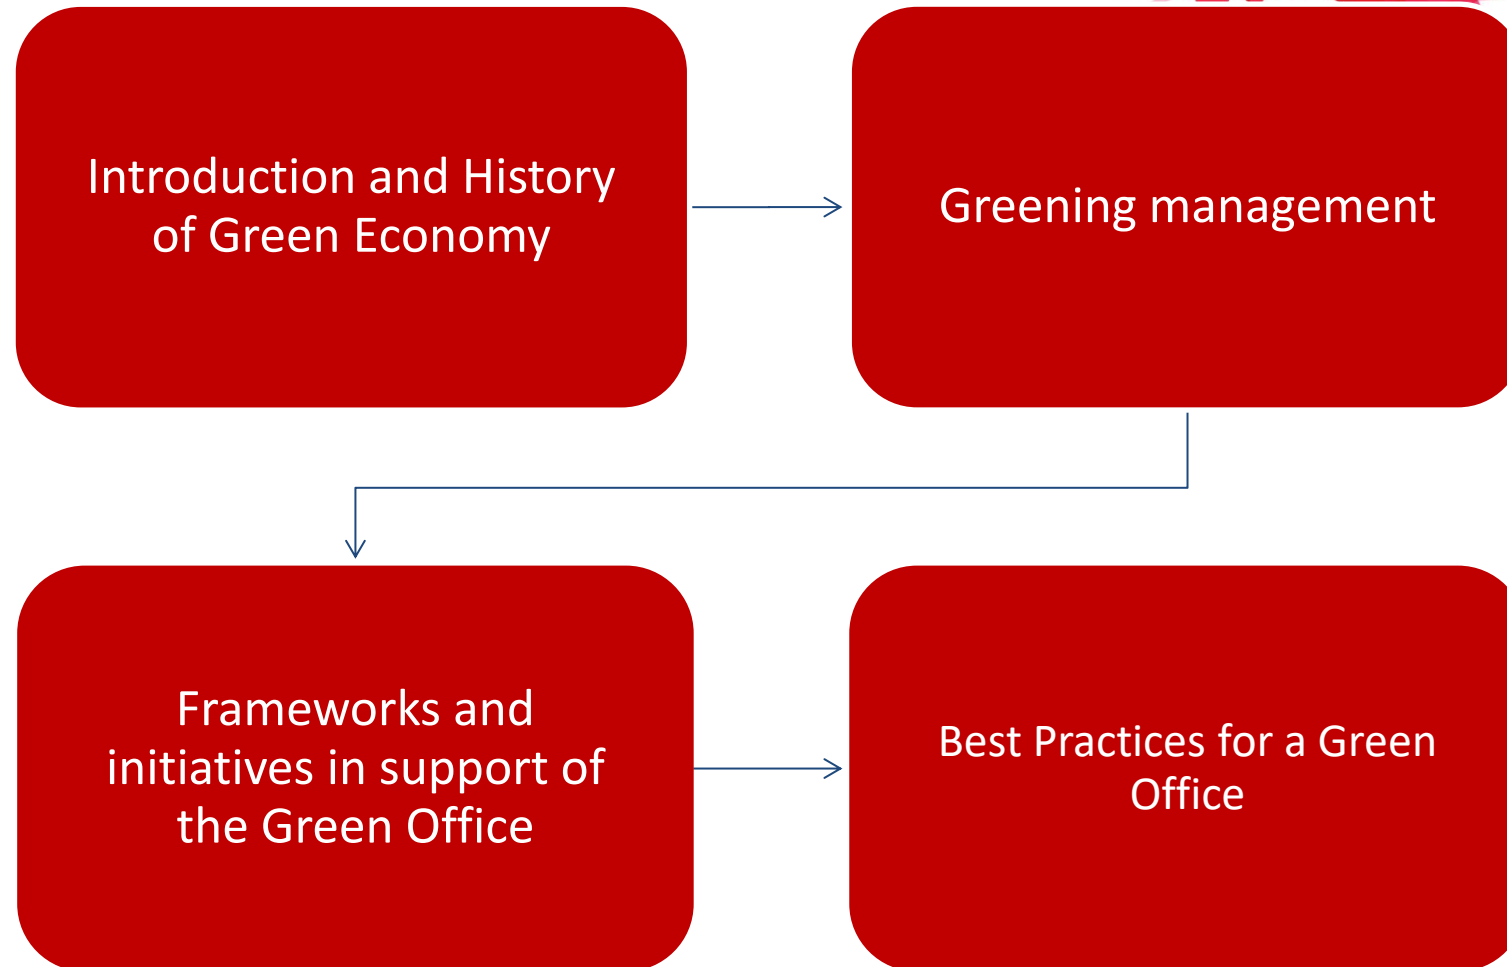 Introduction and History
of Green Economy
Greening management
Frameworks and
initiatives in support of
the Green Office
Best Practices for a Green
Office